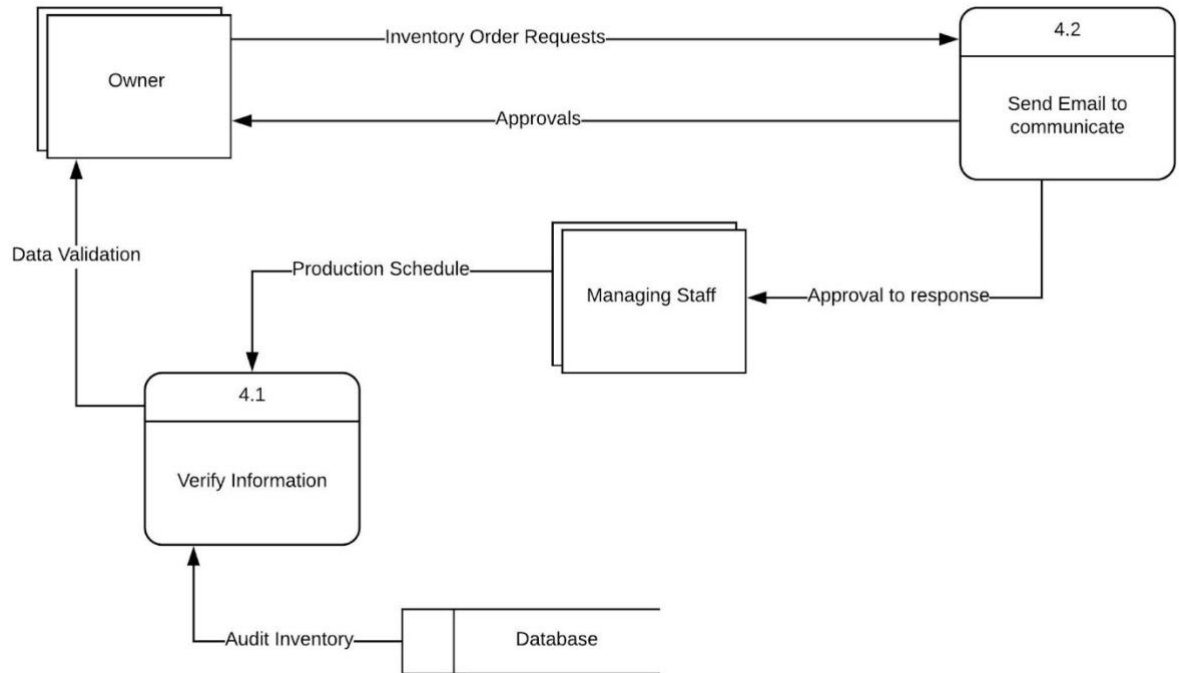 Inventory Order Requests
4.2
Owner
Send Email to
communicate
Approvals
Data Validation
Production Schedule
Managing Staff
Approval to response
4.1
Verify Information
Audit Inventory
Database